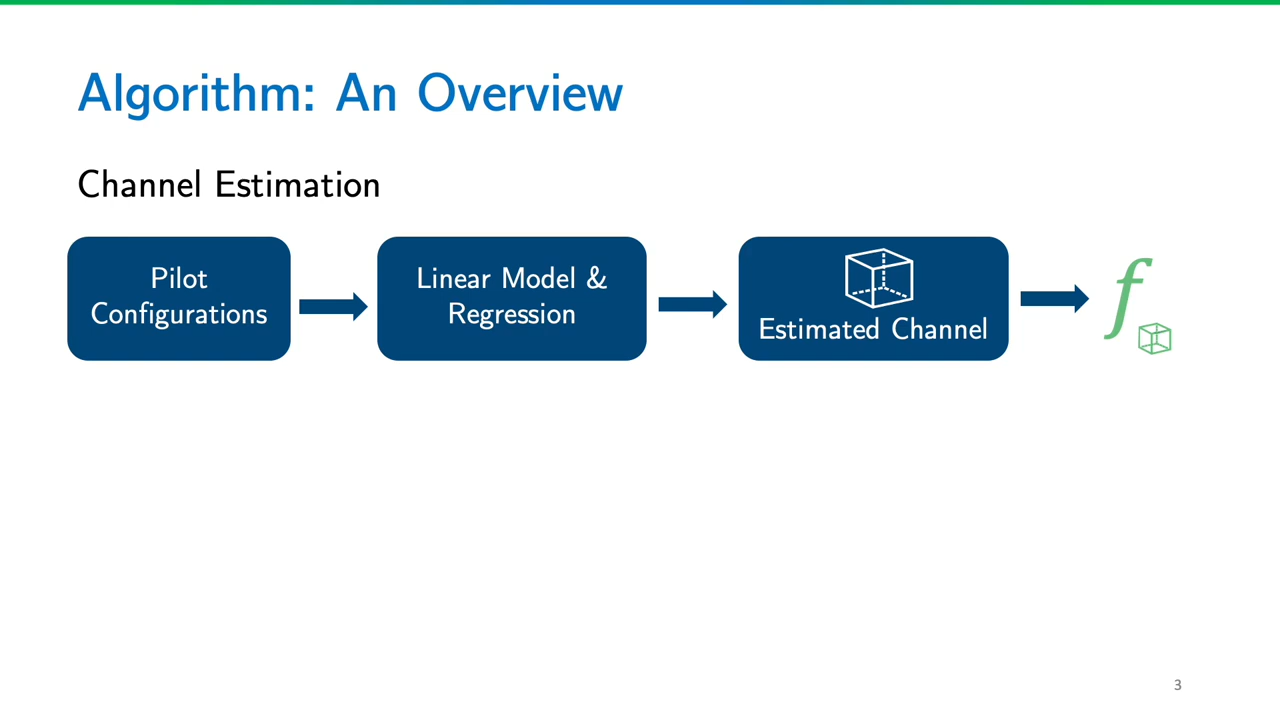 Algorithm: An Overview
Channel Estimation
Pilot
Configurations
Linear Model &
Regression
Estimated Channel
f
3